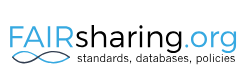 FAIRsharing.org
standards, databases, policies